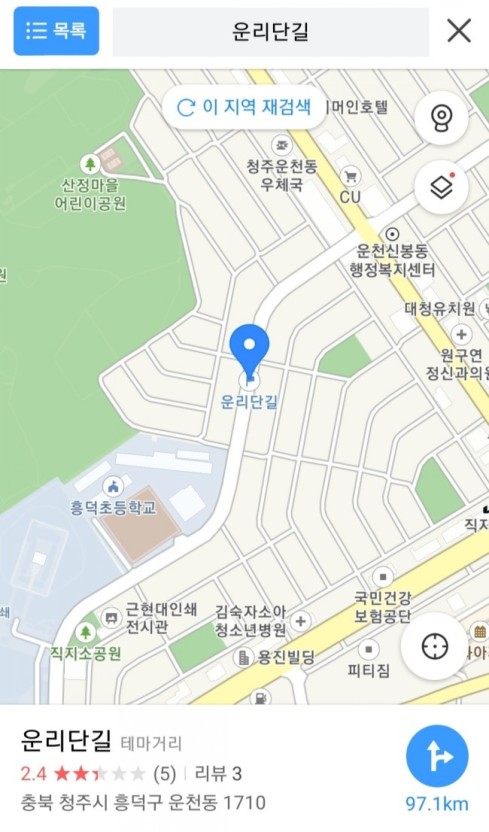 목록
운리단길
이 지역 재검색
머인호텔
청주운천동
우체국
CU
산정마을
어린이공원
운천신봉동
행정복지센터
원
대청유치원
원구연
정신과의원
운리단길
흥덕초등학교
직지
국민건강
보험공단
근현대인쇄
전시관
김숙자소아
청소년병원
쇄
직지소공원
용진빌딩
피티짐
운리단길 테마거리
2.4 (5) 리뷰 3
충북 청주시 흥덕구 운천동 1710
97.1km